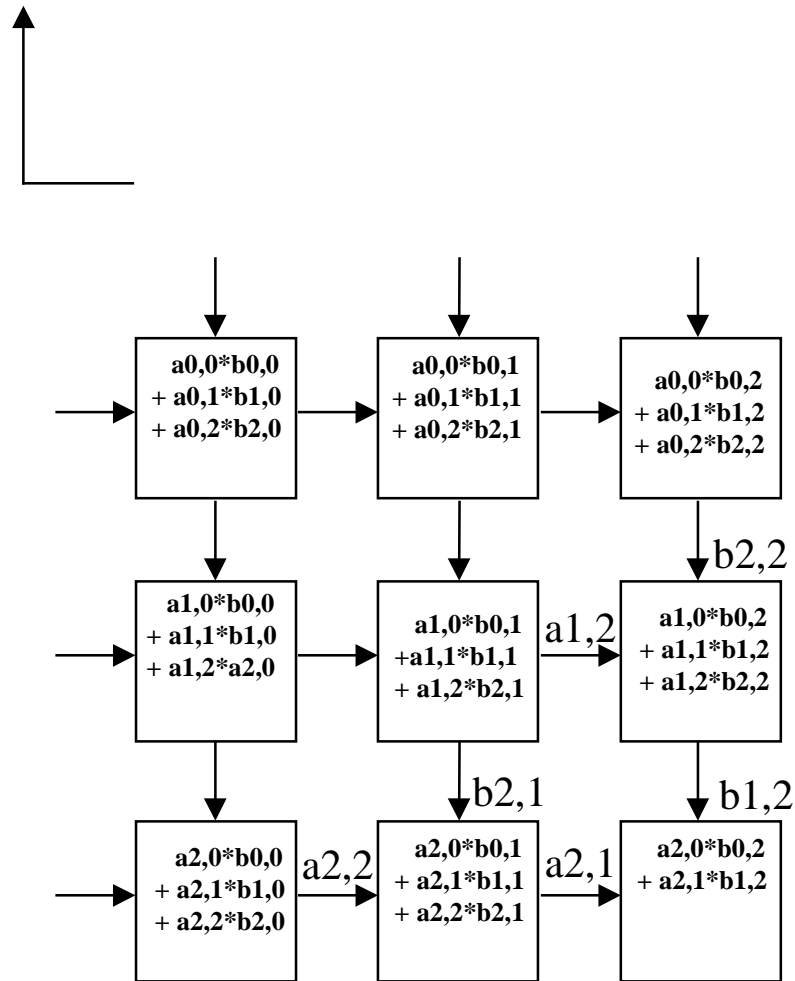 a0,0*b0,0
+ a0,1*b1,0
+ a0,2*b2,0
a0,0*b0,1
+ a0,1*b1,1
+ a0,2*b2,1
a0,0*b0,2
+ a0,1*b1,2
+ a0,2*b2,2
b2,2
a1,0*b0,0
+ a1,1*b1,0
+ a1,2*a2,0
a1,0*b0,1
+a1,1*b1,1
+ a1,2*b2,1
a1,2
a1,0*b0,2
+ a1,1*b1,2
+ a1,2*b2,2
b2,1
b1,2
a2,0*b0,0
+ a2,1*b1,0
+ a2,2*b2,0
a2,2
a2,0*b0,1
+ a2,1*b1,1
+ a2,2*b2,1
a2,1
a2,0*b0,2
+ a2,1*b1,2